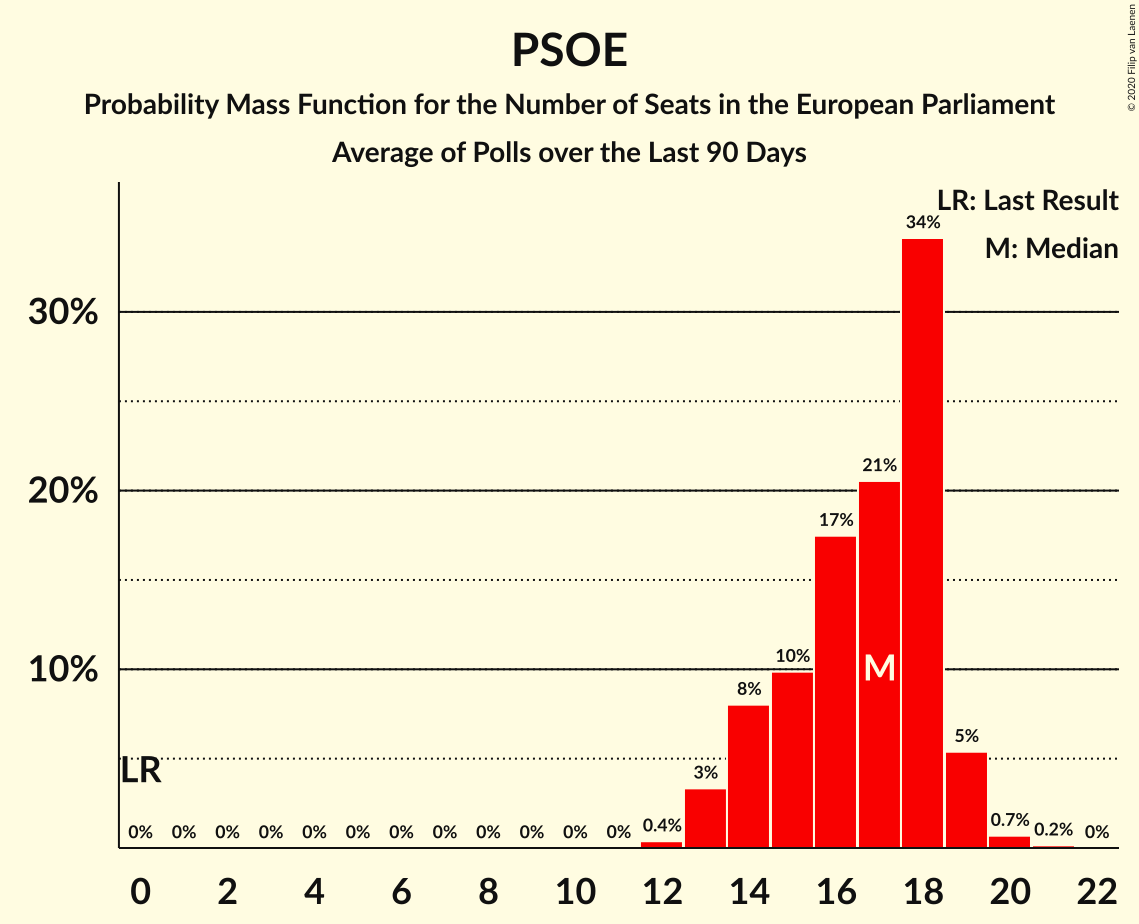 © 2020 Filip van Laenen
PSOE
Probability Mass Function for the Number of Seats in the European Parliament
Average of Polls over the Last 90 Days
LR: Last Result
M: Median
34%
30%
21%
20%
17%
10%
10%
M
8%
5%
LR
3%
0% 0% 0% 0% 0% 0% 0% 0% 0% 0% 0% 0% 0.4% 0.7% 0.2% 0%
0 2 4 6 8 10 12 14 16 18 20 22